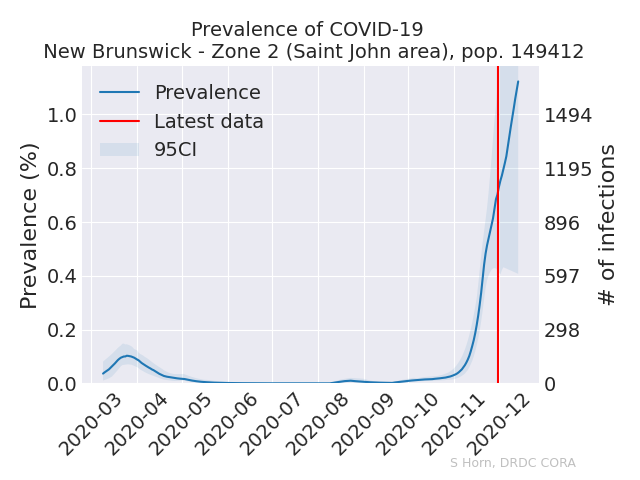 Prevalence of COVID-19
New Brunswick - Zone 2 (Saint John area), pop. 149412
Prevalence
Latest data
95CI
Prevalence (%)
1.0
0.8
0.6
0.4
0.2
0.0
1494
1195
896
597
298
0
# of infections
2020-03
2020-04
2020-05
2020-06
2020-07
2020-08
2020-09
2020-10
2020-11
2020-12
S Horn, DRDC CORA